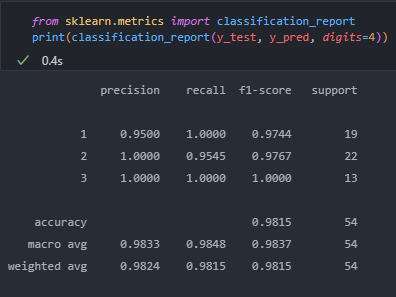 from sklearn.metrics import classification_report
print(classification_report(y_test, y_pred, digits=4))
✓ 0.4s
precision recall f1-score support
1 0.9500 1.0000 0.9744 19
2 1.0000 0.9545 0.9767 22
3 1.0000 1.0000 1.0000 13
accuracy 0.9815 54
macro avg 0.9833 0.9848 0.9837 54
weighted avg 0.9824 0.9815 0.9815 54